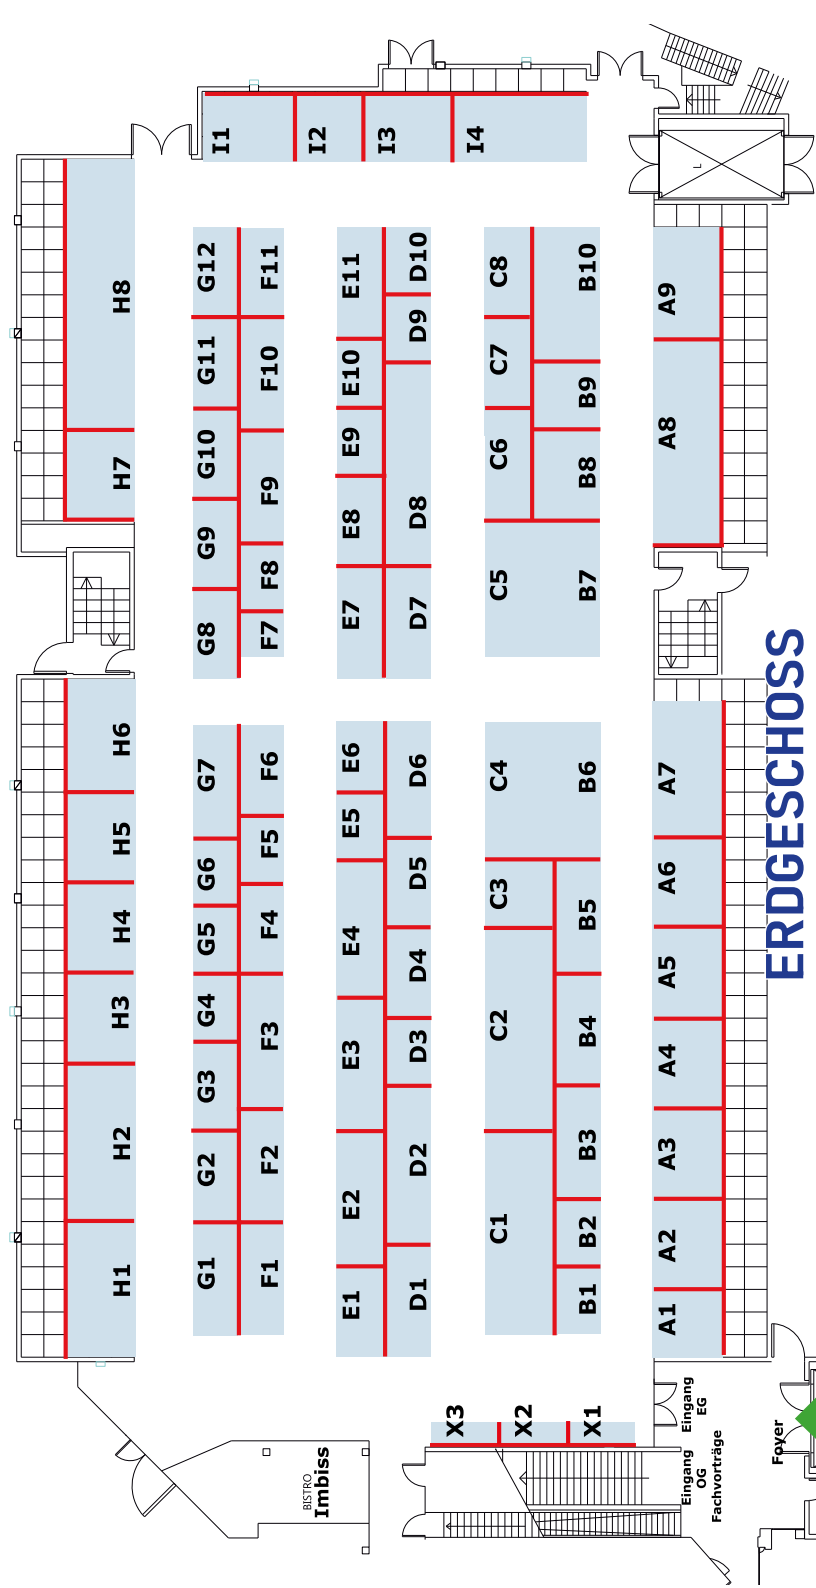 I1
I2
I3
I4
L
H8
H7
H6
H5
H4
H3
H2
H1
G12
G11
G10
G9
G8
G7
G6
G5
G4
G3
G2
G1
F11
F10
F9
F8
F7
F6
F5
F4
F3
F2
F1
E11
E10
E9
E8
E7
E6
E5
E4
E3
E2
E1
D10
D9
D8
D7
D6
D5
D4
D3
D2
D1
C8
C7
C6
C5
C4
C3
C2
C1
B10
B9
B8
B7
B6
B5
B4
B3
B2
B1
A9
A8
A7
A6
A5
A4
A3
A2
A1
ERDGESCHOSS
X3
X2
X1
Eingang
EG
Eingang
OG
Fachvorträge
Foyer
BISTRO
Imbiss